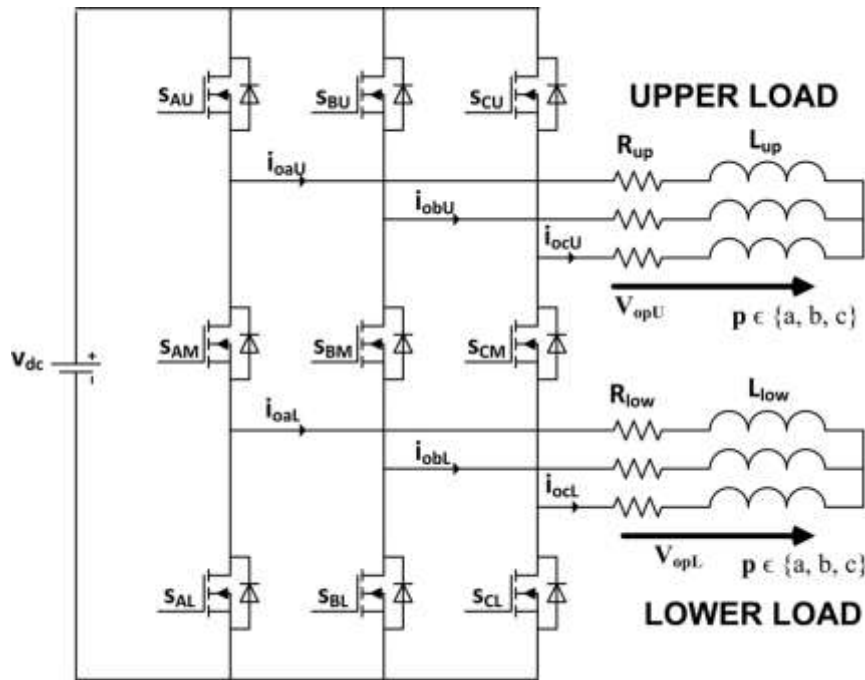 S_AU
S_BU
S_CU
UPPER LOAD
R_up
L_up
i_oaU
i_obU
i_ocU
V_opU
p ϵ {a, b, c}
v_dc
+
-
S_AM
S_BM
S_CM
R_low
L_low
i_oaL
i_obL
i_ocL
V_opL
p ϵ {a, b, c}
S_AL
S_BL
S_CL
LOWER LOAD